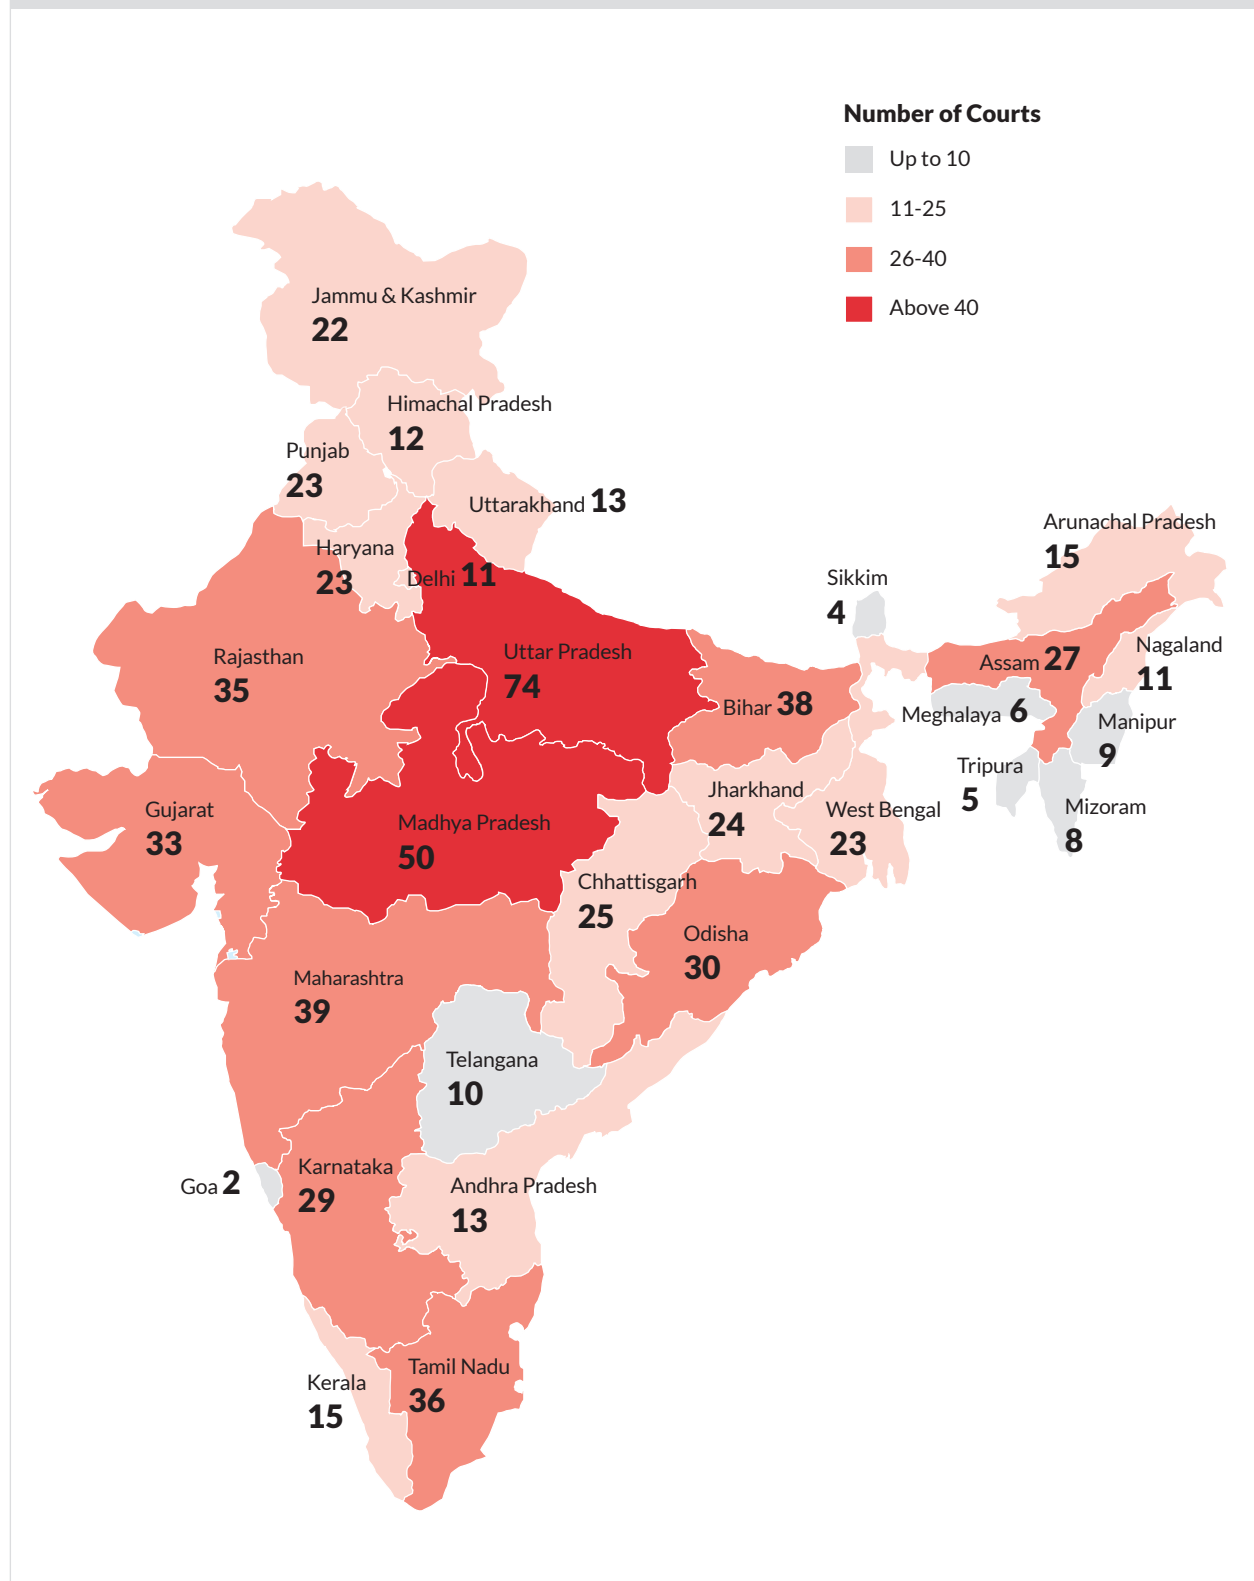 Number of Courts
Up to 10
11-25
26-40
Above 40
Jammu & Kashmir
22
Himachal Pradesh
12
Punjab
23
Uttarakhand 13
Haryana
23
Delhi 11
Arunachal Pradesh
15
Sikkim
4
Nagaland
11
Assam 27
Rajasthan
35
Uttar Pradesh
74
Bihar 38
Meghalaya 6
Manipur
9
Tripura
5
Mizoram
8
Gujarat
33
Madhya Pradesh
50
Jharkhand
24
West Bengal
23
Chhattisgarh
25
Odisha
30
Maharashtra
39
Telangana
10
Goa 2
Karnataka
29
Andhra Pradesh
13
Kerala
15
Tamil Nadu
36